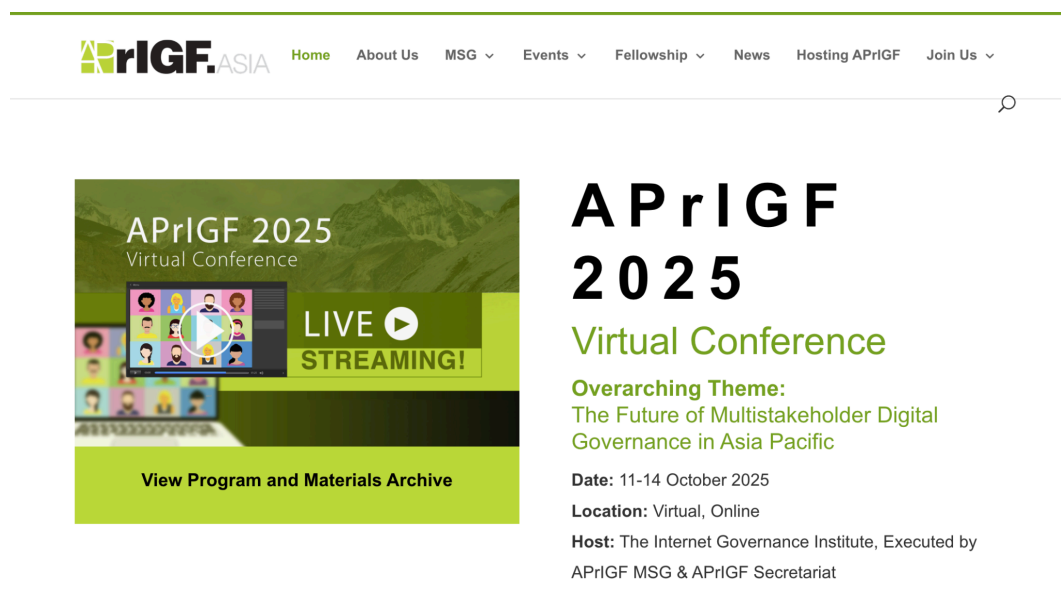 APrIGF.ASIA
Home About Us MSG Events Fellowship News Hosting APrIGF Join Us
APrIGF 2025
Virtual Conference
LIVE
STREAMING!
View Program and Materials Archive
APrIGF
2025
Virtual Conference
Overarching Theme:
The Future of Multistakeholder Digital
Governance in Asia Pacific
Date: 11-14 October 2025
Location: Virtual, Online
Host: The Internet Governance Institute, Executed by
APrIGF MSG & APrIGF Secretariat